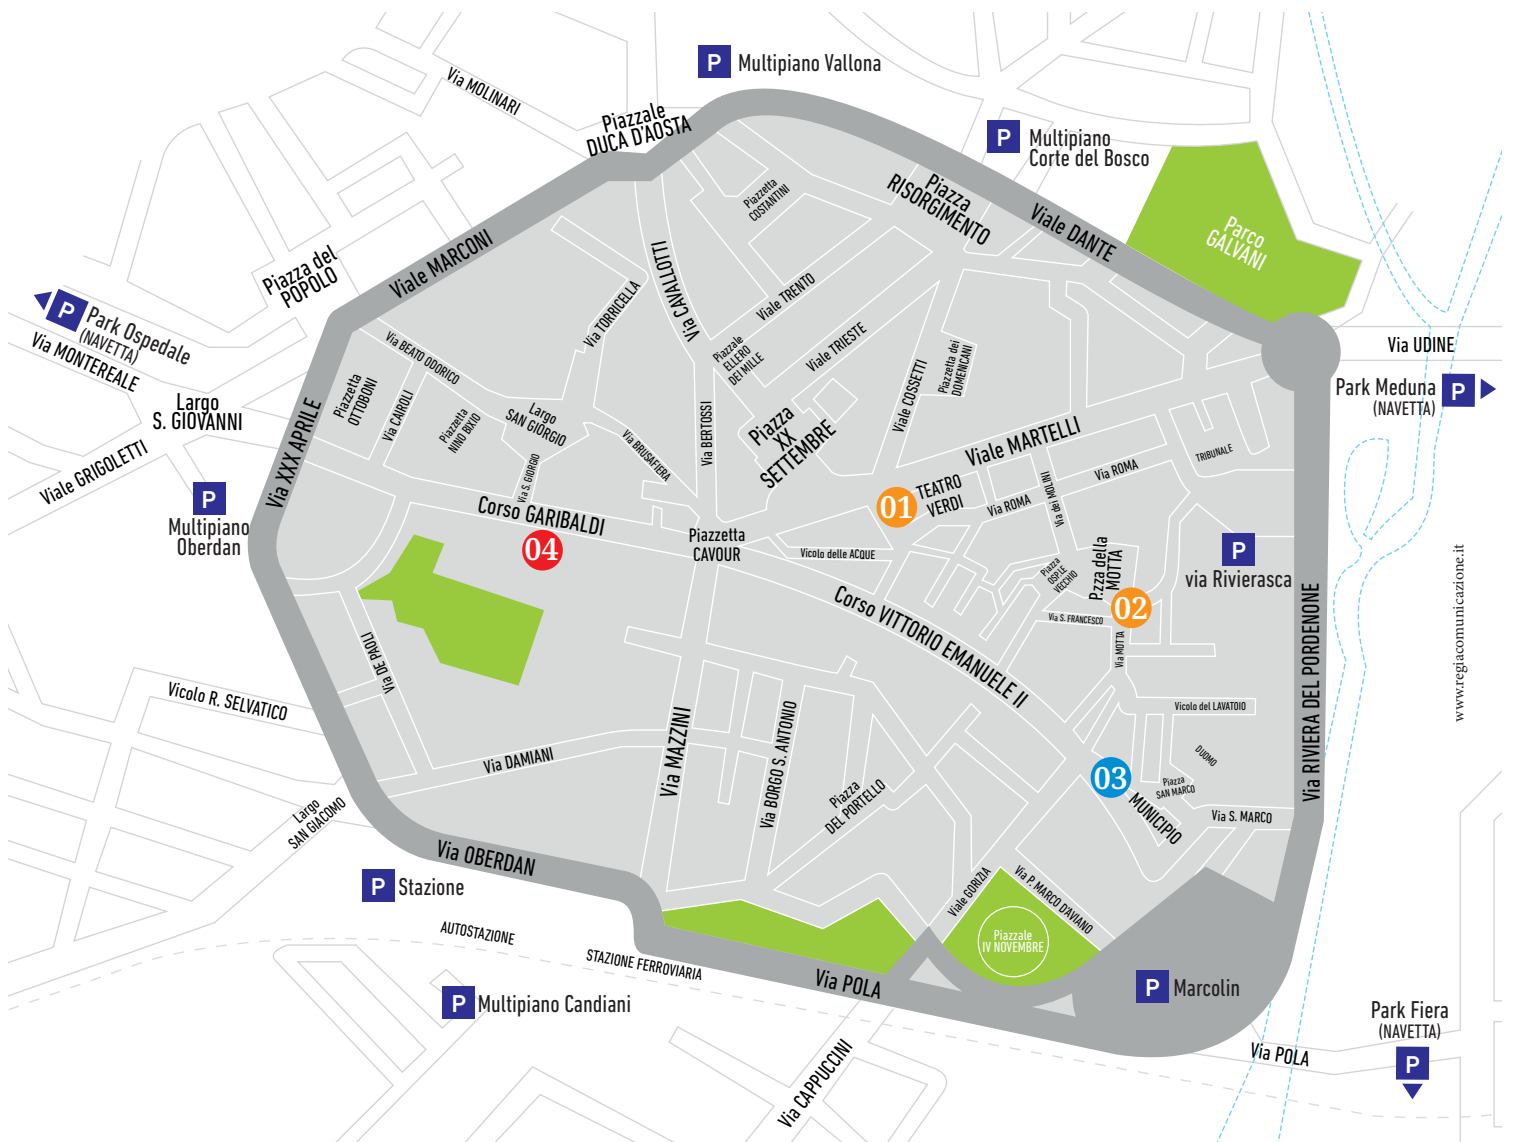 P Multipiano Vallona
Via MOLINARI
Piazzale
DUCA D'AOSTA
P Multipiano
Corte del Bosco
Piazzetta
COSTANTINI
Piazza
RISORGIMENTO
Viale DANTE
Parco
GALVANI
Viale MARCONI
Piazza del
POPOLO
Via CAVALLOTTI
Via TORRICELLA
Viale TRENTO
Viale TRIESTE
P Park Ospedale
(NAVETTA)
Via MONTEREALE
Via UDINE
Park Meduna P
(NAVETTA)
Via BEATO ODORICO
Piazzale
ELLERO
DEI MILLE
Piazzetta dei
DOMENICANI
Viale COSSETTI
Piazzetta
OTTOBONI
Via CAIROLI
Piazzetta
NINO BIXIO
Largo
SAN GIORGIO
Via S. GIORGIO
Via BRUSAFIERA
Via BERTOSSI
Piazza
XX
SETTEMBRE
Largo
S. GIOVANNI
Viale GRIGOLETTI
Via XXX APRILE
P
Multipiano
Oberdan
Viale MARTELLI
TRIBUNALE
Via ROMA
Via ROMA
Via dei MOLINI
01 TEATRO
VERDI
Corso GARIBALDI
04
Piazzetta
CAVOUR
Vicolo delle ACQUE
Piazza
OSP.LE
VECCHIO
P.zza della
MOTTA
02
P
via Rivierasca
Via S. FRANCESCO
Via MOTTA
Corso VITTORIO EMANUELE II
www.regiacomunicazione.it
Via RIVIERA DEL PORDENONE
Via DE PAOLI
Vicolo R. SELVATICO
Vicolo del LAVATOIO
DUOMO
Via DAMIANI
Via MAZZINI
Via BORGO S. ANTONIO
Piazza
DEL PORTELLO
03
MUNICIPIO
Piazza
SAN MARCO
Via S. MARCO
Largo
SAN GIACOMO
Via OBERDAN
P Stazione
Viale GORIZIA
Via P. MARCO D'AVIANO
Piazzale
IV NOVEMBRE
AUTOSTAZIONE
STAZIONE FERROVIARIA
Via POLA
P Marcolin
P Multipiano Candiani
Park Fiera
(NAVETTA)
P
Via POLA
Via CAPPUCCINI